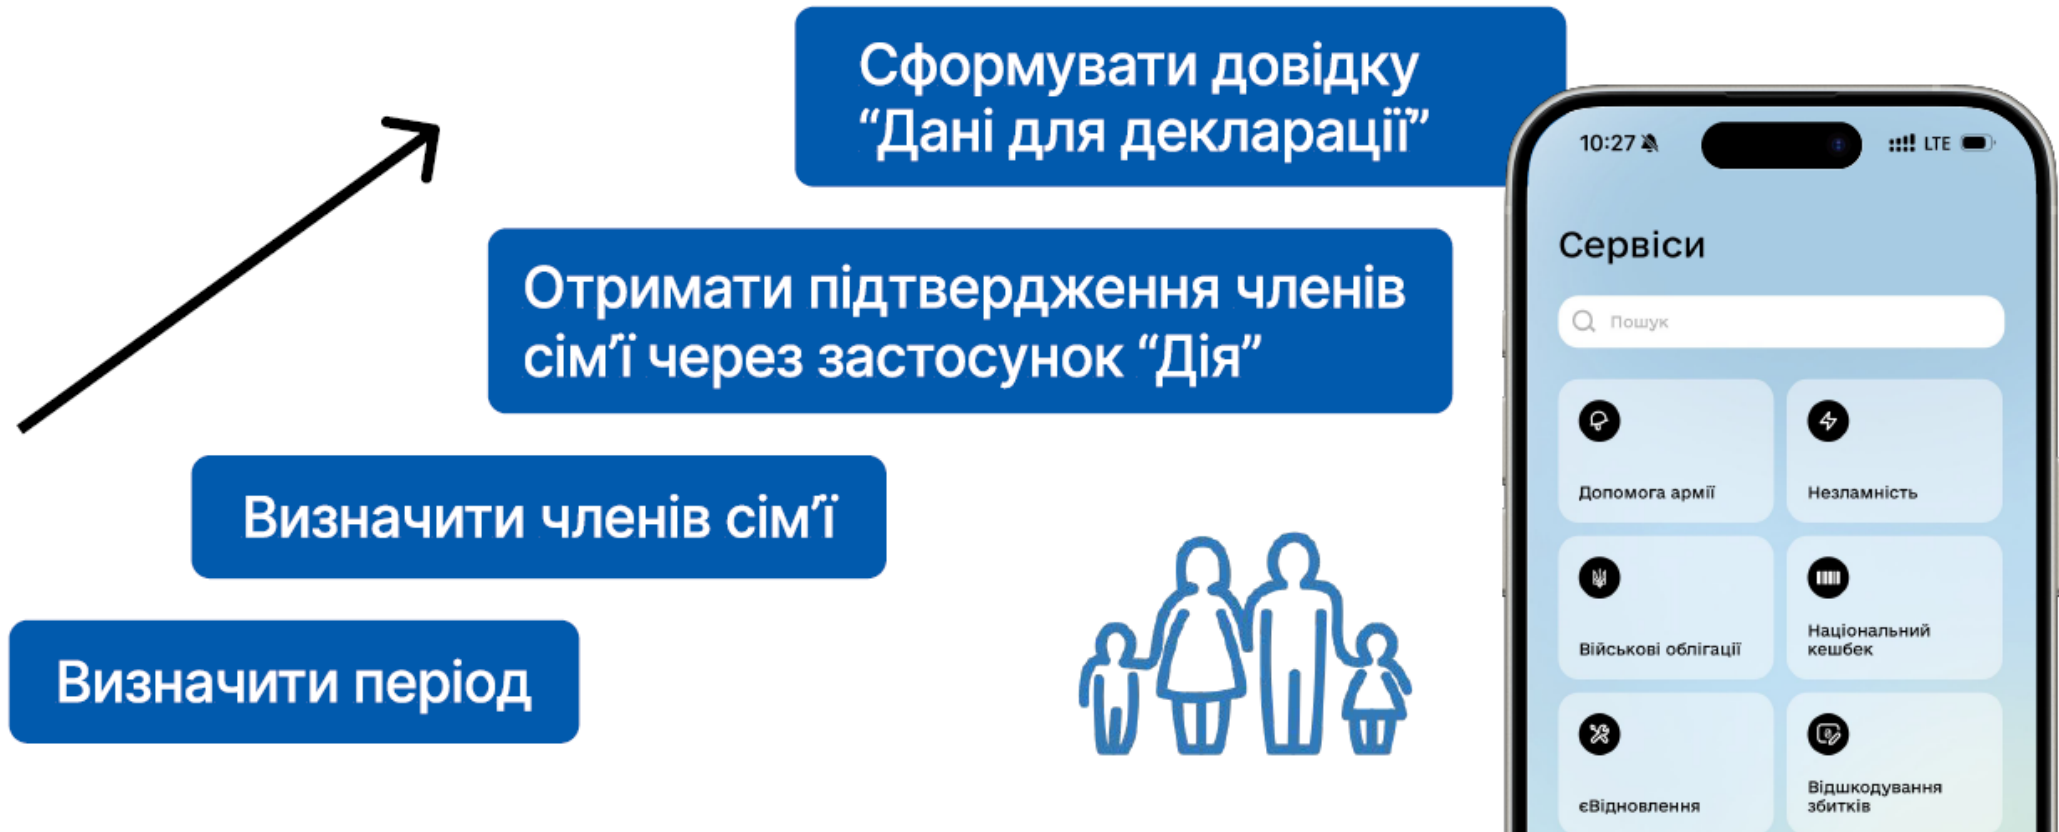 Сформувати довідку
“Дані для декларації”
Отримати підтвердження членів
сім’ї через застосунок “Дія”
Визначити членів сім’ї
Визначити період
10:27
LTE
Сервіси
Пошук
Допомога армії
Незламність
Військові облігації
Національний
кешбек
єВідновлення
Відшкодування
збитків